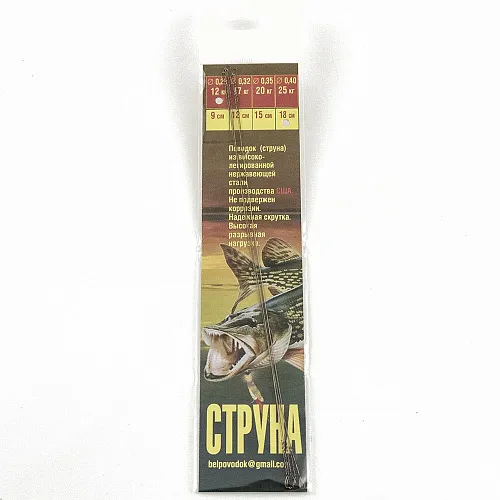 Ø 0,29 Ø 0,32 Ø 0,35 Ø 0,40
12 кг 17 кг 20 кг 25 кг
9 см 12 см 15 см 18 см
Поводок (струна)
из высоко-
легированной
нержавеющей
стали
производства США.
Не подвержен
коррозии.
Надежная скрутка.
Высокая
разрывная
нагрузка.
СТРУНА
belpovodok@gmail.com